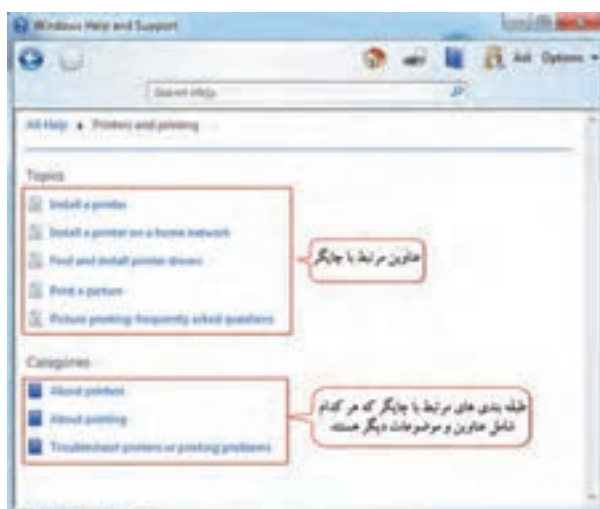 Windows Help and Support
Ask Options
Search Help
All Help Printers and printing
Topics
Install a printer
Install a printer on a home network
Find and install printer drivers
Print a picture
Picture printing: frequently asked questions
عناوین مرتبط با چاپگر
Categories
About printers
About printing
Troubleshoot printers or printing problems
طبقه بندی های مرتبط با چاپگر که هر کدام
شامل عناوین و موضوعات دیگر هستند